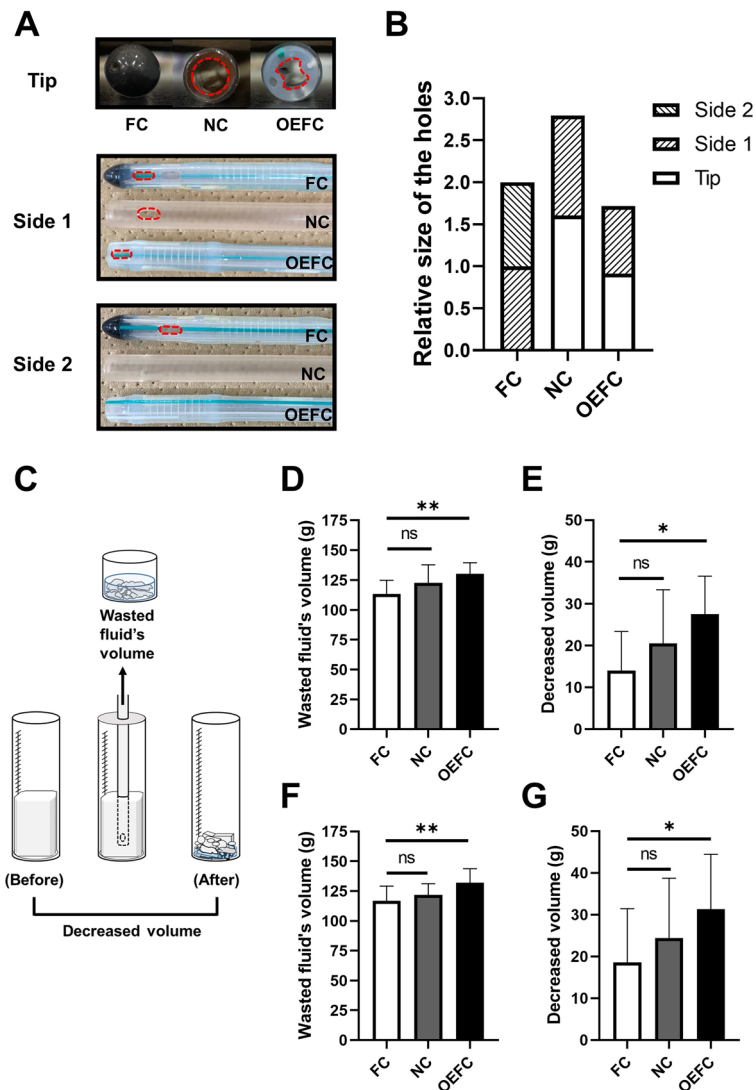 A
Tip
FC
NC
OEFC
Side 1
FC
NC
OEFC
Side 2
FC
NC
OEFC
B
Relative size of the holes
3.0
2.5
2.0
1.5
1.0
0.5
0.0
FC
NC
OEFC
Side 2
Side 1
Tip
C
Wasted
fluid's
volume
(Before)
(After)
Decreased volume
D
Wasted fluid's volume (g)
175
150
125
100
75
50
25
0
**
ns
FC
NC
OEFC
E
Decreased volume (g)
50
40
30
20
10
0
*
ns
FC
NC
OEFC
F
Wasted fluid's volume (g)
175
150
125
100
75
50
25
0
**
ns
FC
NC
OEFC
G
Decreased volume (g)
50
40
30
20
10
0
*
ns
FC
NC
OEFC